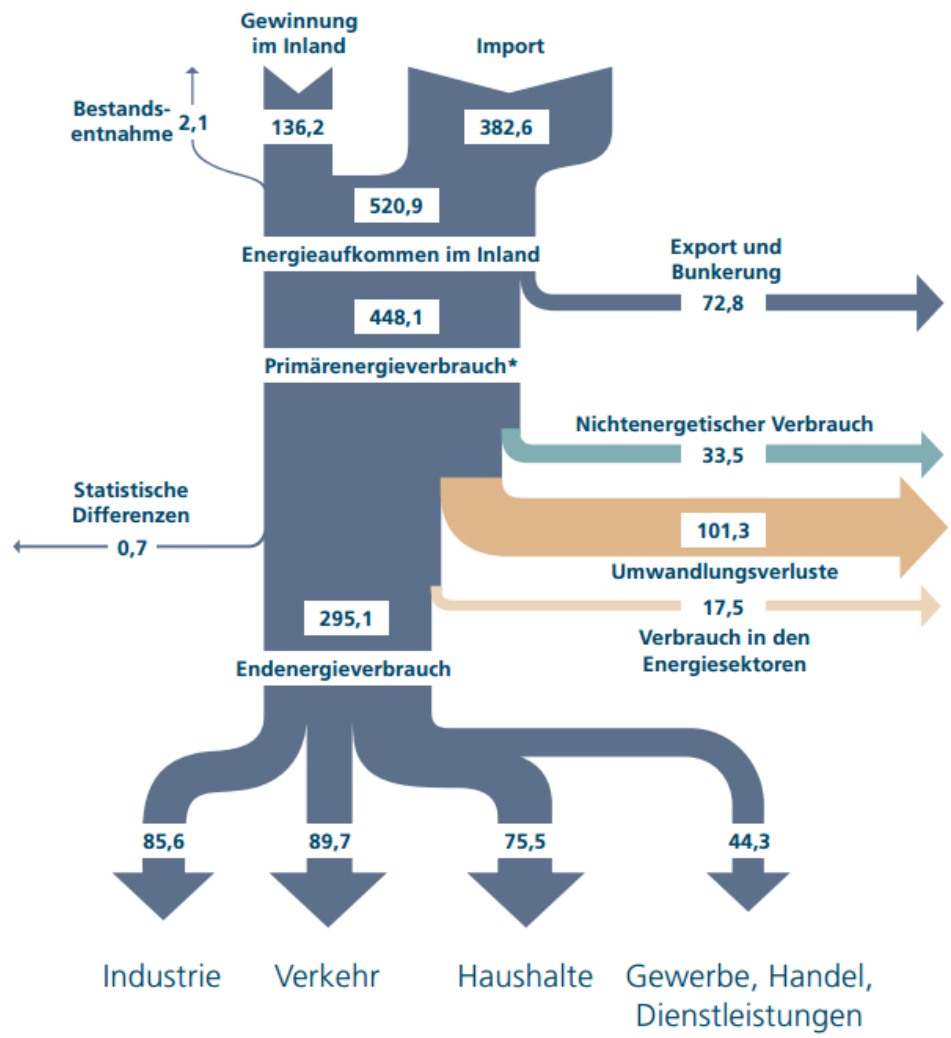 Gewinnung
im Inland
Import
Bestands-
entnahme
2,1
136,2
382,6
520,9
Energieaufkommen im Inland
Export und
Bunkerung
72,8
448,1
Primärenergieverbrauch*
Nichtenergetischer Verbrauch
33,5
Statistische
Differenzen
0,7
101,3
Umwandlungsverluste
17,5
Verbrauch in den
Energiesektoren
295,1
Endenergieverbrauch
85,6
89,7
75,5
44,3
Industrie
Verkehr
Haushalte
Gewerbe, Handel,
Dienstleistungen